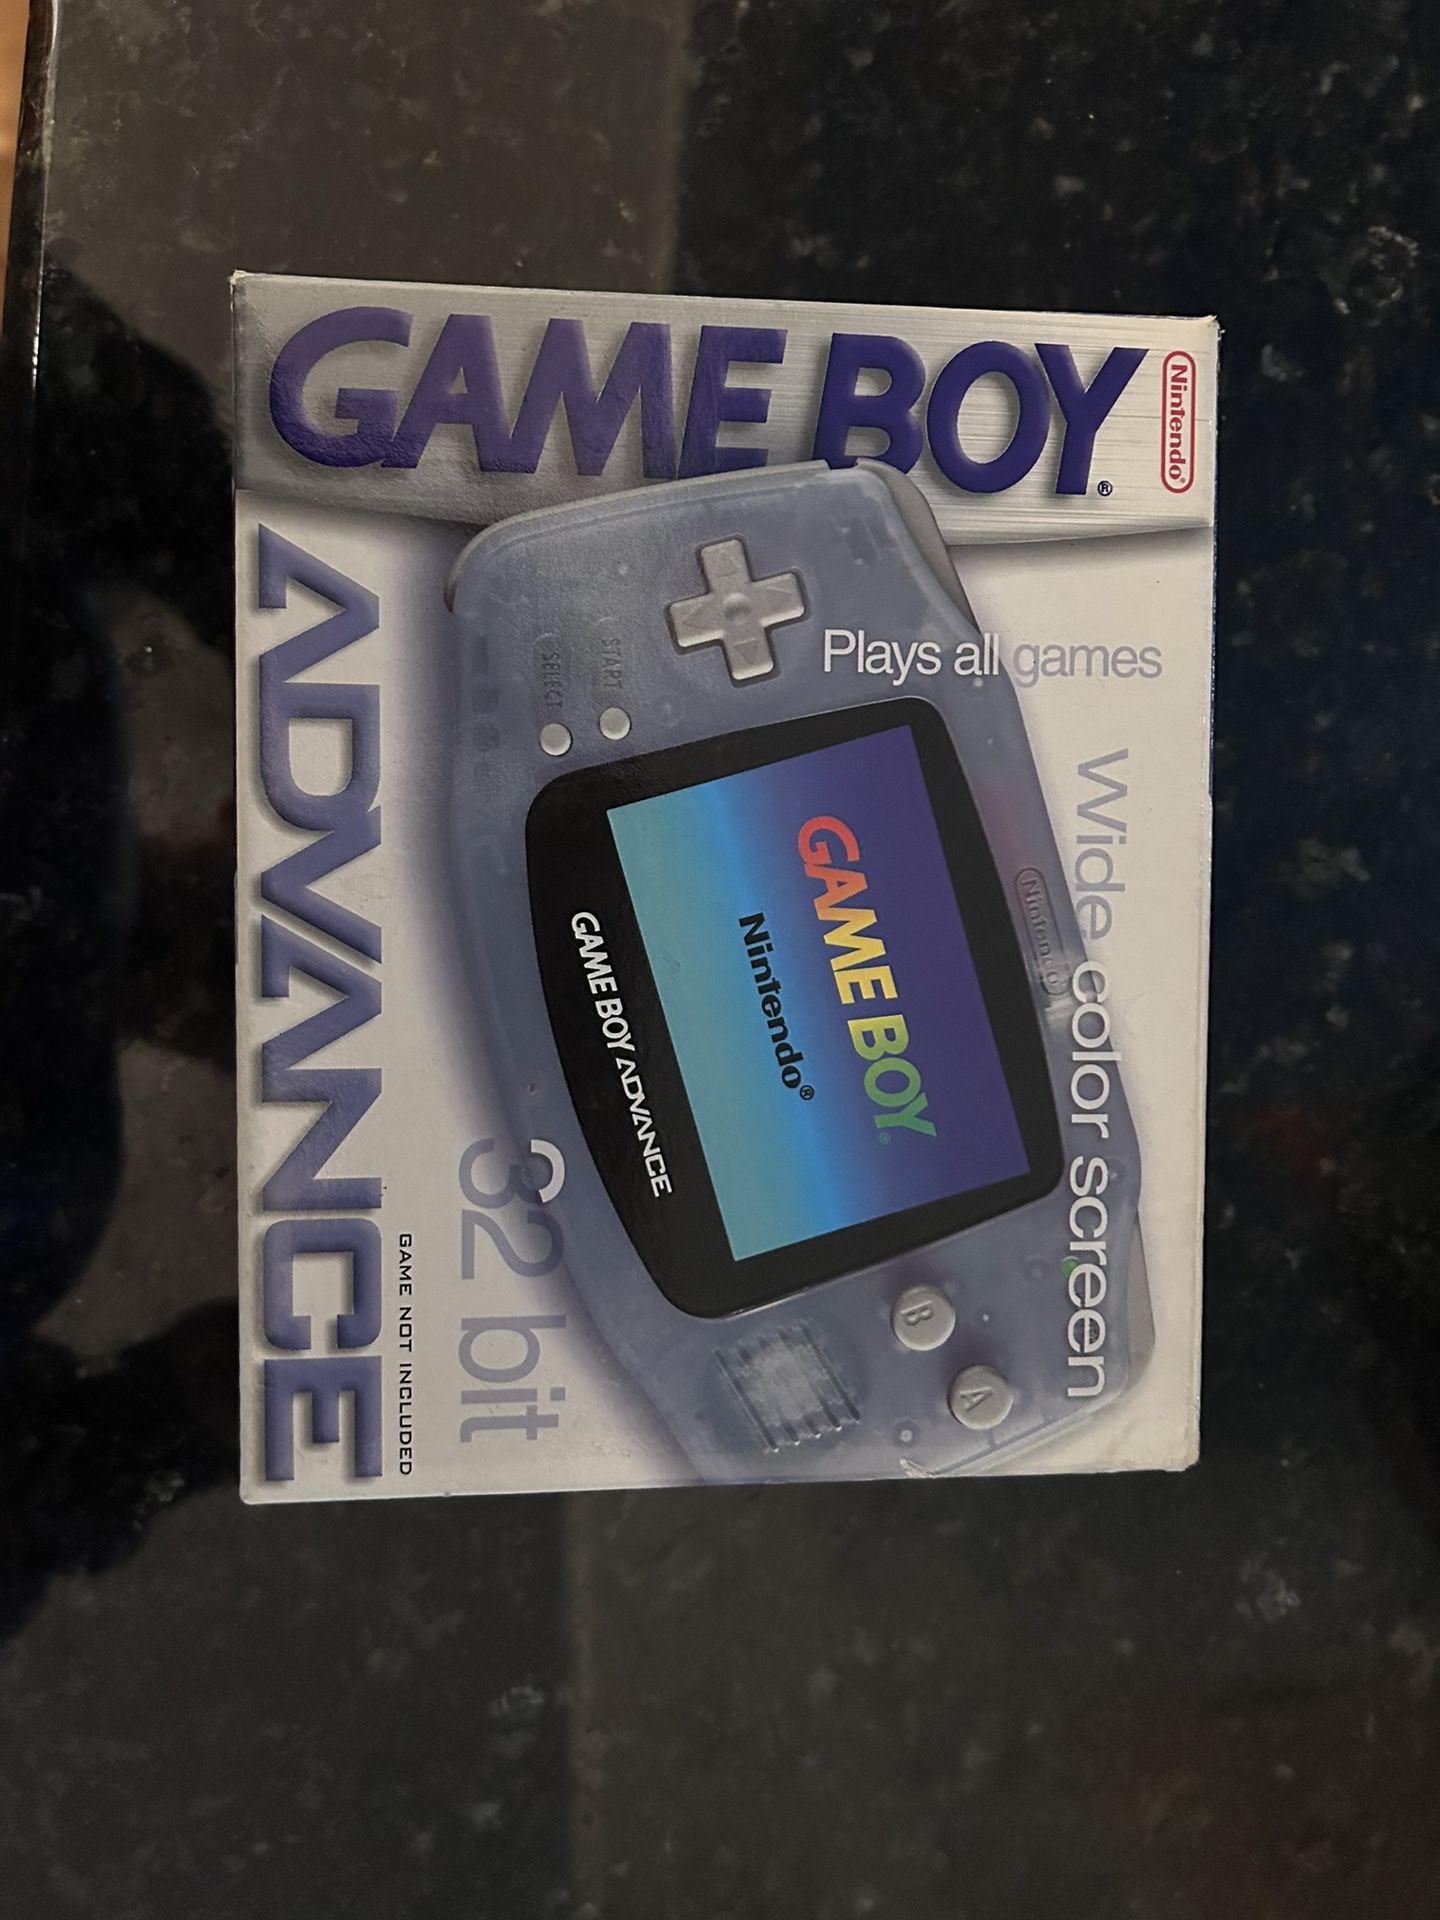 GAME BOY®
Nintendo®
ADVANCE
Plays all games
Wide color screen
32 bit
GAME NOT INCLUDED
Nintendo
GAME BOY®
Nintendo®
GAME BOY ADVANCE
START
SELECT
B
A